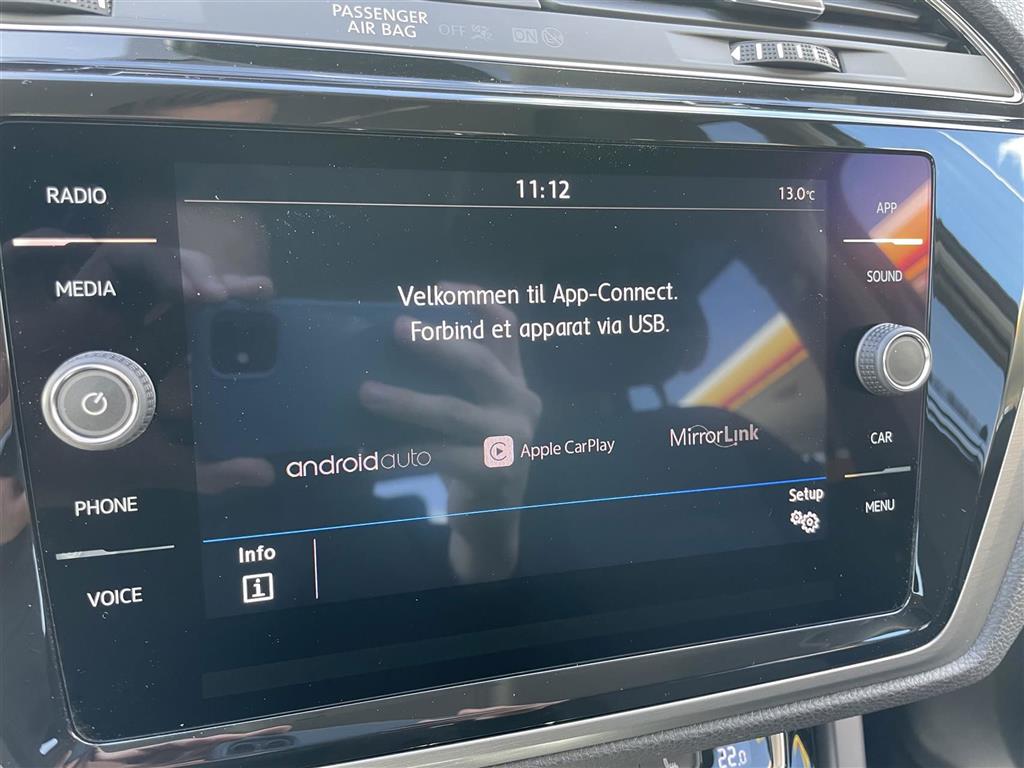 PASSENGER
AIR BAG OFF ON
RADIO
MEDIA
PHONE
VOICE
11:12
13.0°C
Velkommen til App-Connect.
Forbind et apparat via USB.
androidauto
Apple CarPlay
MirrorLink
Setup
Info
i
APP
SOUND
CAR
MENU
22.0